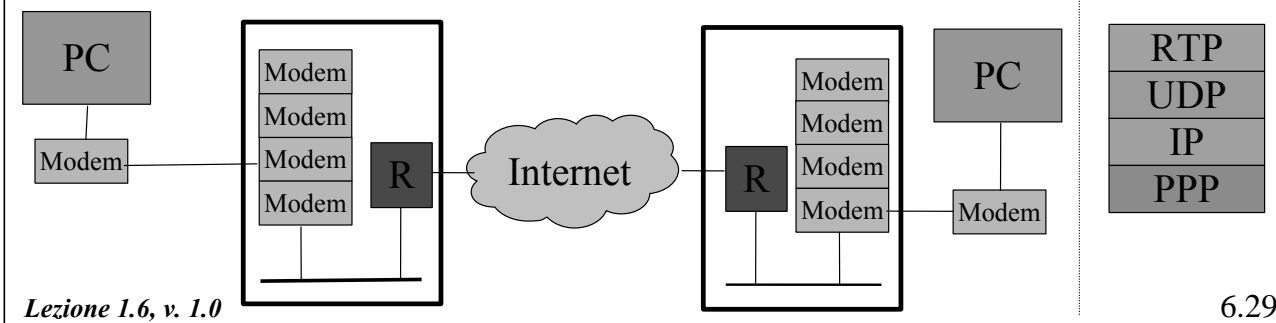 PC
Modem
Modem
Modem
Modem
Modem
R
Internet
R
Modem
Modem
Modem
Modem
PC
Modem
RTP
UDP
IP
PPP
Lezione 1.6, v. 1.0
6.29